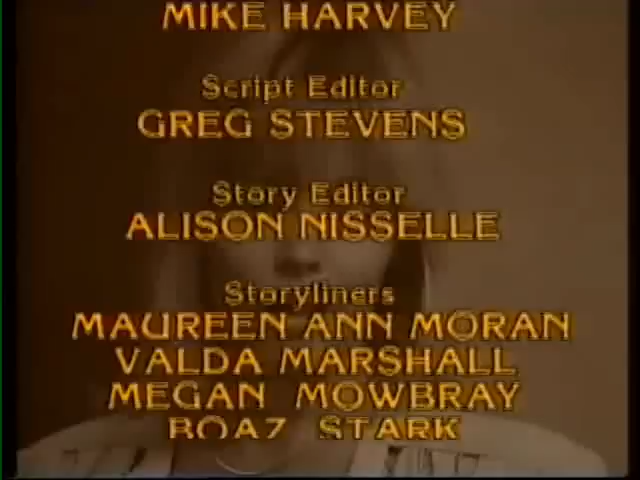 MIKE HARVEY
Script Editor
GREG STEVENS
Story Editor
ALISON NISSELLE
Storyliners
MAUREEN ANN MORAN
VALDA MARSHALL
MEGAN MOWBRAY
BOAZ STARK